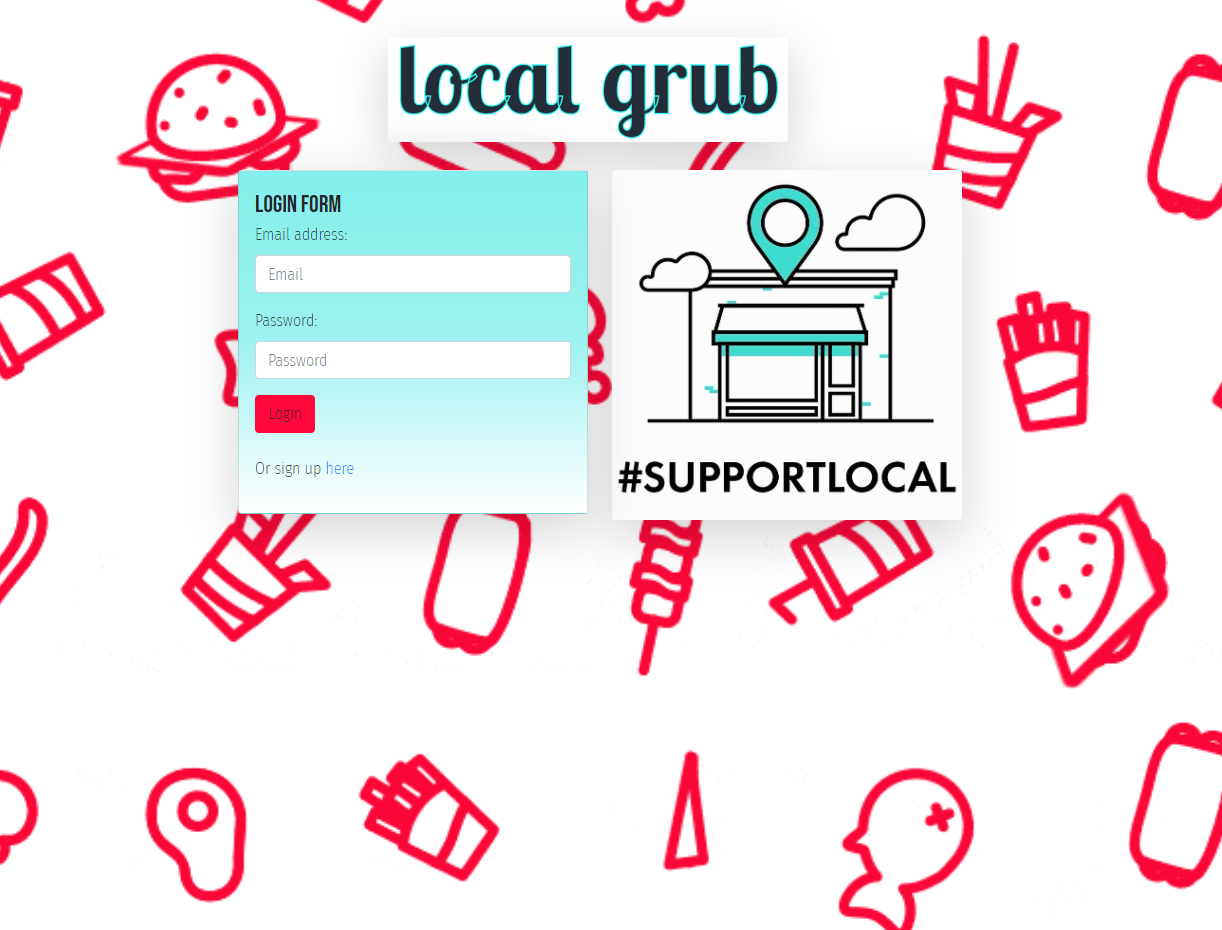 local grub
LOGIN FORM
Email address:
Email
Password:
Password
Login
Or sign up here
#SUPPORTLOCAL